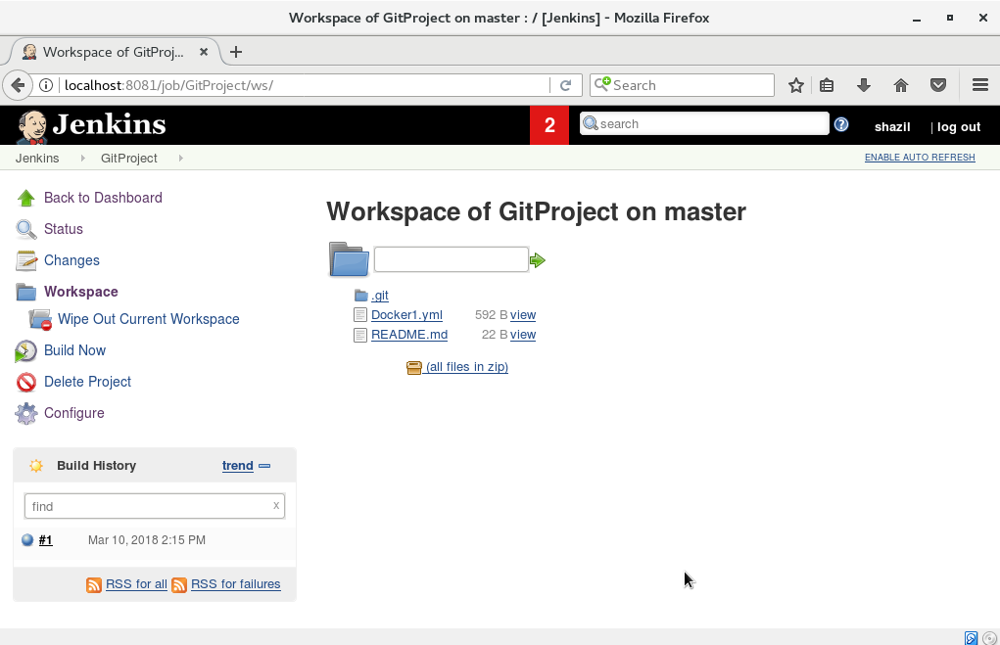 Workspace of GitProject on master : / [Jenkins] - Mozilla Firefox
Workspace of GitProj...
localhost:8081/job/GitProject/ws/
Search
Jenkins
2
search
shazil
| log out
Jenkins
GitProject
ENABLE AUTO REFRESH
Back to Dashboard
Status
Changes
Workspace
Wipe Out Current Workspace
Build Now
Delete Project
Configure
Build History
trend
find
x
#1
Mar 10, 2018 2:15 PM
RSS for all
RSS for failures
Workspace of GitProject on master
.git
Docker1.yml 592 B view
README.md 22 B view
(all files in zip)